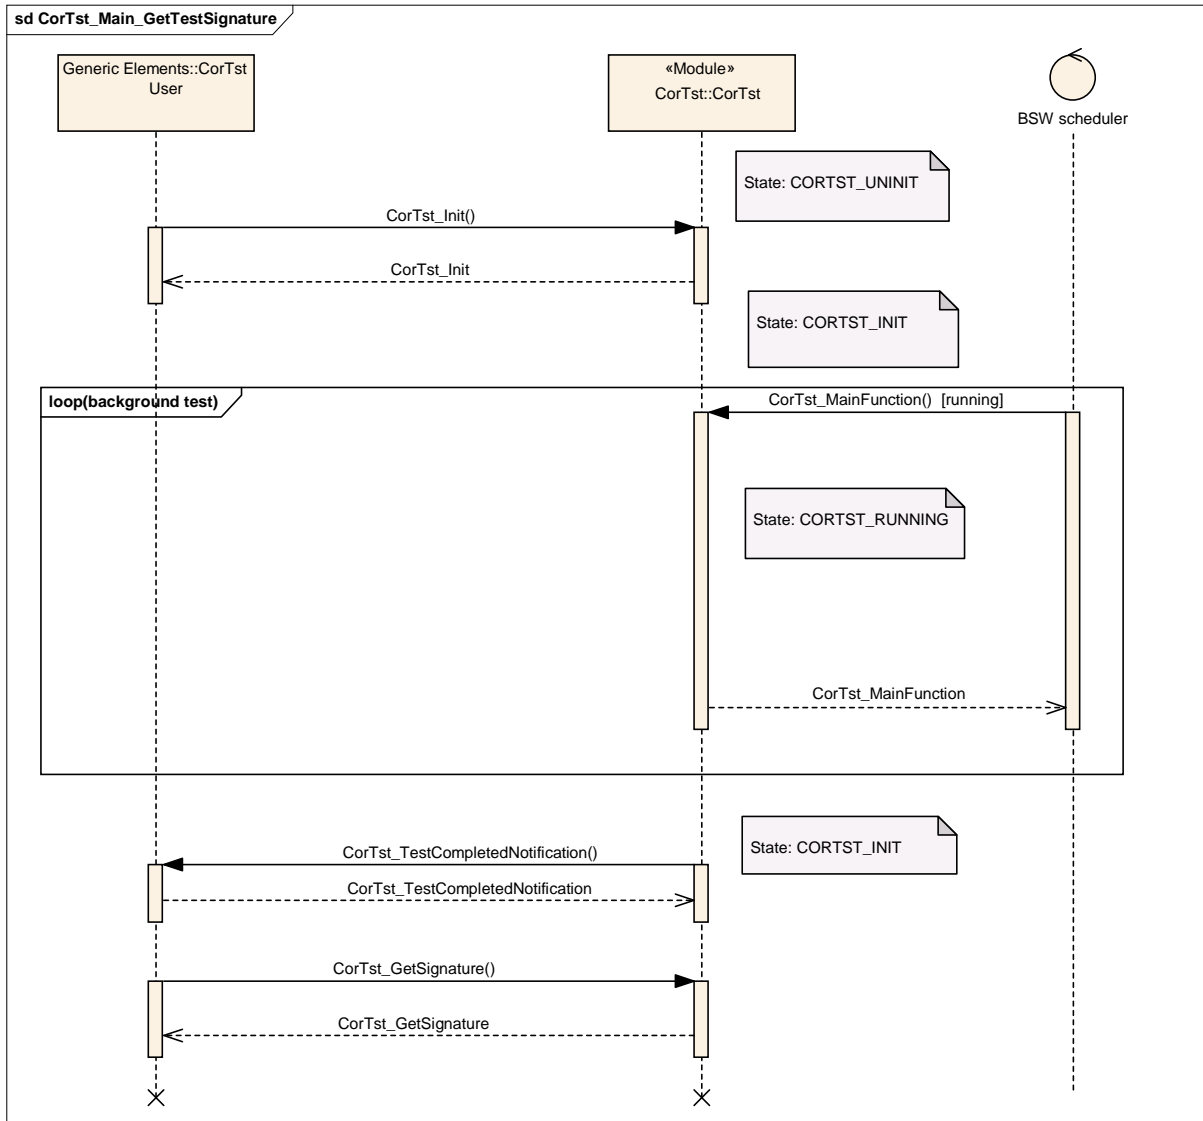 sd CorTst_Main_GetTestSignature
Generic Elements::CorTst
User
«Module»
CorTst::CorTst
BSW scheduler
State: CORTST_UNINIT
CorTst_Init()
CorTst_Init
State: CORTST_INIT
loop(background test)
CorTst_MainFunction() [running]
State: CORTST_RUNNING
CorTst_MainFunction
State: CORTST_INIT
CorTst_TestCompletedNotification()
CorTst_TestCompletedNotification
CorTst_GetSignature()
CorTst_GetSignature